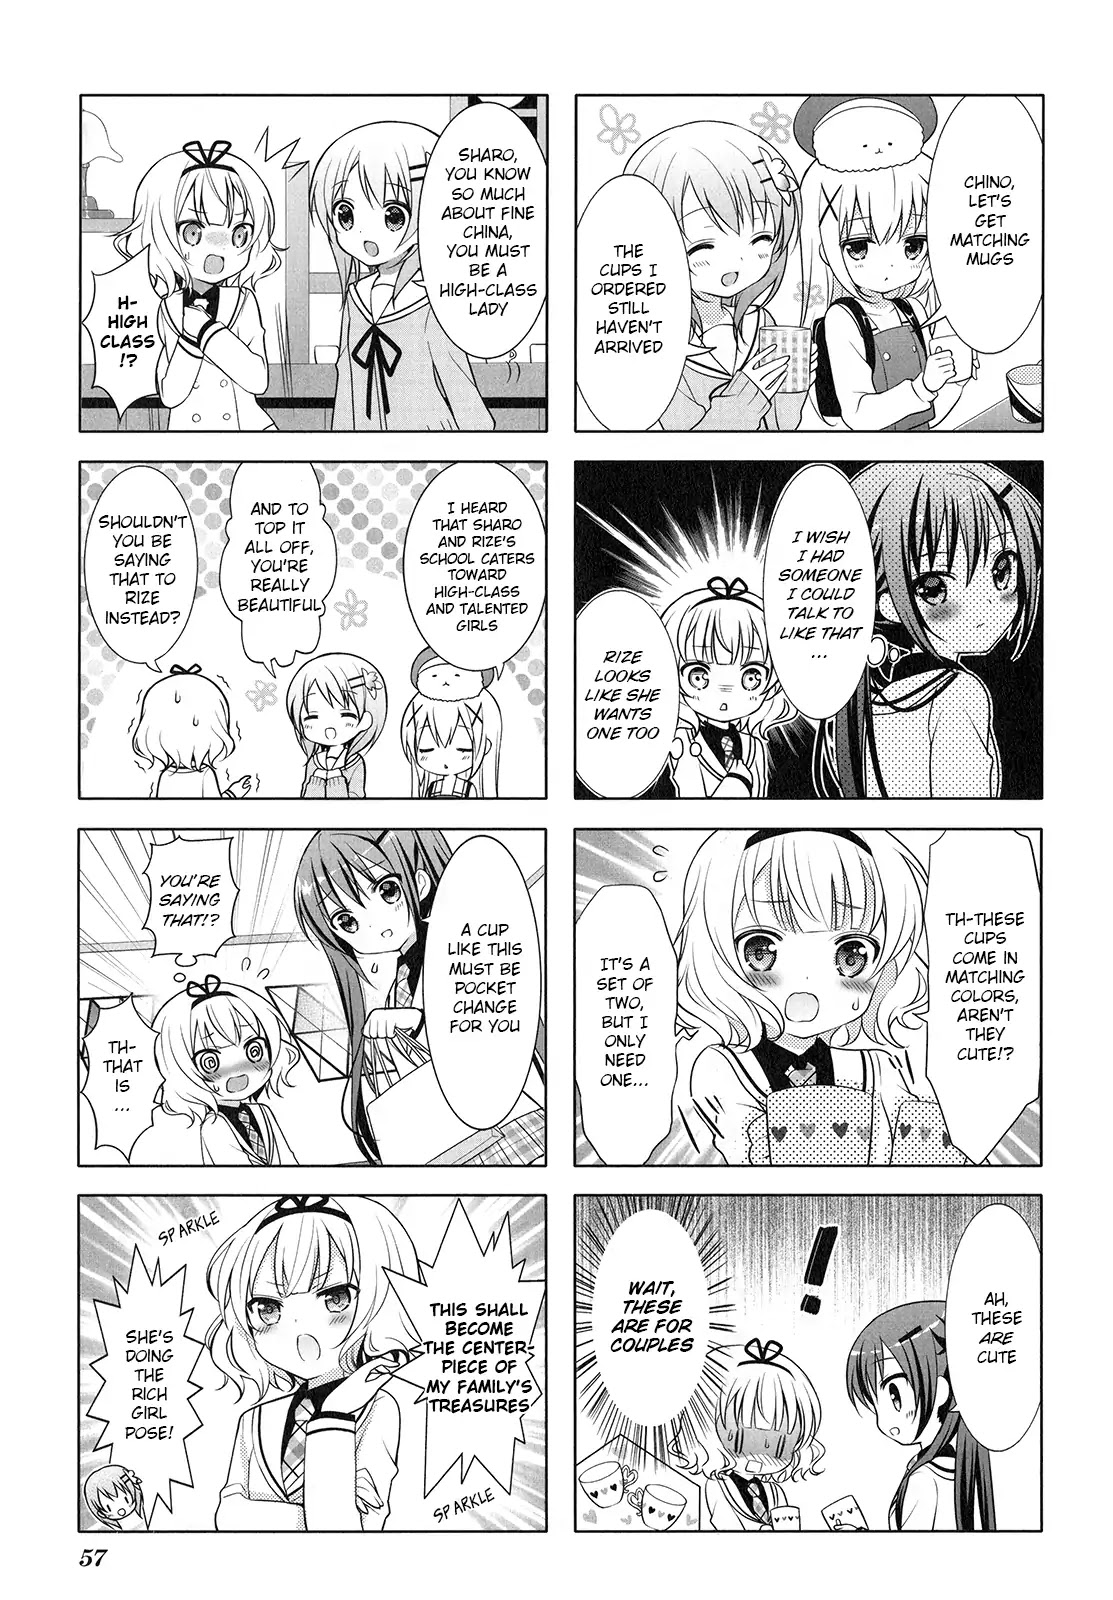 CHINO,
LET'S
GET
MATCHING
MUGS
THE
CUPS I
ORDERED
STILL
HAVEN'T
ARRIVED
I WISH
I HAD
SOMEONE
I COULD
TALK TO
LIKE THAT
...
RIZE
LOOKS
LIKE SHE
WANTS
ONE TOO
TH-THESE
CUPS
COME IN
MATCHING
COLORS,
AREN'T
THEY
CUTE!?
IT'S A
SET OF
TWO,
BUT I
ONLY
NEED
ONE...
AH,
THESE
ARE
CUTE
!
WAIT,
THESE
ARE FOR
COUPLES
SHARO,
YOU KNOW
SO MUCH
ABOUT FINE
CHINA,
YOU MUST
BE A
HIGH-CLASS
LADY
H-
HIGH
CLASS
!?
I HEARD
THAT SHARO
AND RIZE'S
SCHOOL CATERS
TOWARD
HIGH-CLASS
AND TALENTED
GIRLS
AND TO
TOP IT
ALL OFF,
YOU'RE
REALLY
BEAUTIFUL
SHOULDN'T
YOU BE
SAYING
THAT TO
RIZE
INSTEAD?
A CUP
LIKE THIS
MUST BE
POCKET
CHANGE
FOR YOU
YOU'RE
SAYING
THAT!?
TH-
THAT
IS
...
THIS SHALL
BECOME
THE CENTER-
PIECE OF
MY FAMILY'S
TREASURES
SPARKLE
SPARKLE
SHE'S
DOING
THE
RICH
GIRL
POSE!
57